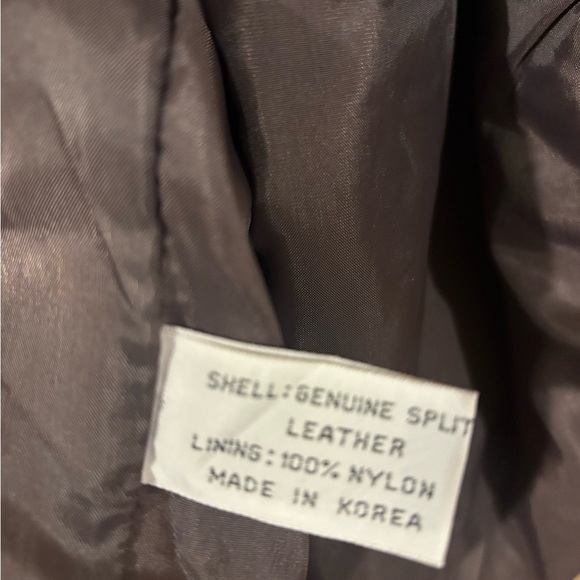 SHELL:GENUINE SPLIT
LEATHER
LINING:100% NYLON
MADE IN KOREA